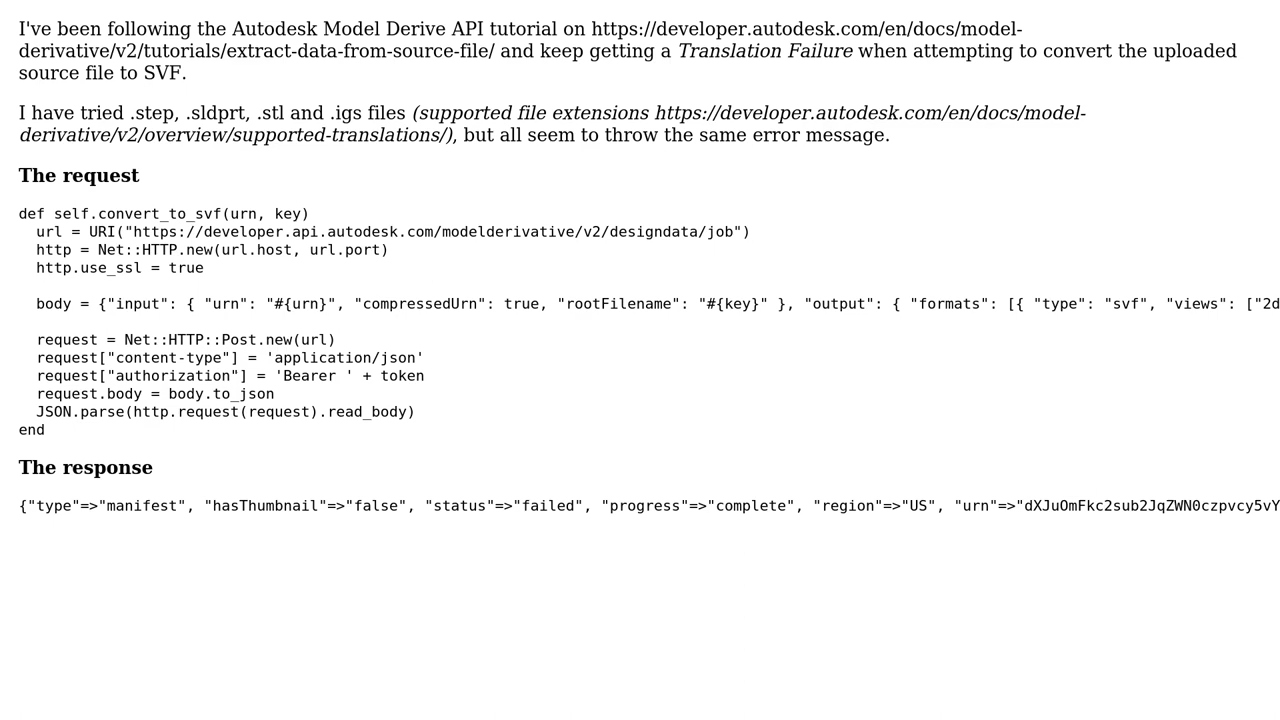 I've been following the Autodesk Model Derive API tutorial on https://developer.autodesk.com/en/docs/model-
derivative/v2/tutorials/extract-data-from-source-file/ and keep getting a Translation Failure when attempting to convert the uploaded
source file to SVF.
I have tried .step, .sldprt, .stl and .igs files (supported file extensions https://developer.autodesk.com/en/docs/model-
derivative/v2/overview/supported-translations/), but all seem to throw the same error message.
The request
def self.convert_to_svf(urn, key)
  url = URI("https://developer.api.autodesk.com/modelderivative/v2/designdata/job")
  http = Net::HTTP.new(url.host, url.port)
  http.use_ssl = true
  body = {"input": { "urn": "#{urn}", "compressedUrn": true, "rootFilename": "#{key}" }, "output": { "formats": [{ "type": "svf", "views": ["2d
  request = Net::HTTP::Post.new(url)
  request["content-type"] = 'application/json'
  request["authorization"] = 'Bearer ' + token
  request.body = body.to_json
  JSON.parse(http.request(request).read_body)
end
The response
{"type"=>"manifest", "hasThumbnail"=>"false", "status"=>"failed", "progress"=>"complete", "region"=>"US", "urn"=>"dXJuOmFkc2sub2JqZWN0czpvcy5vY